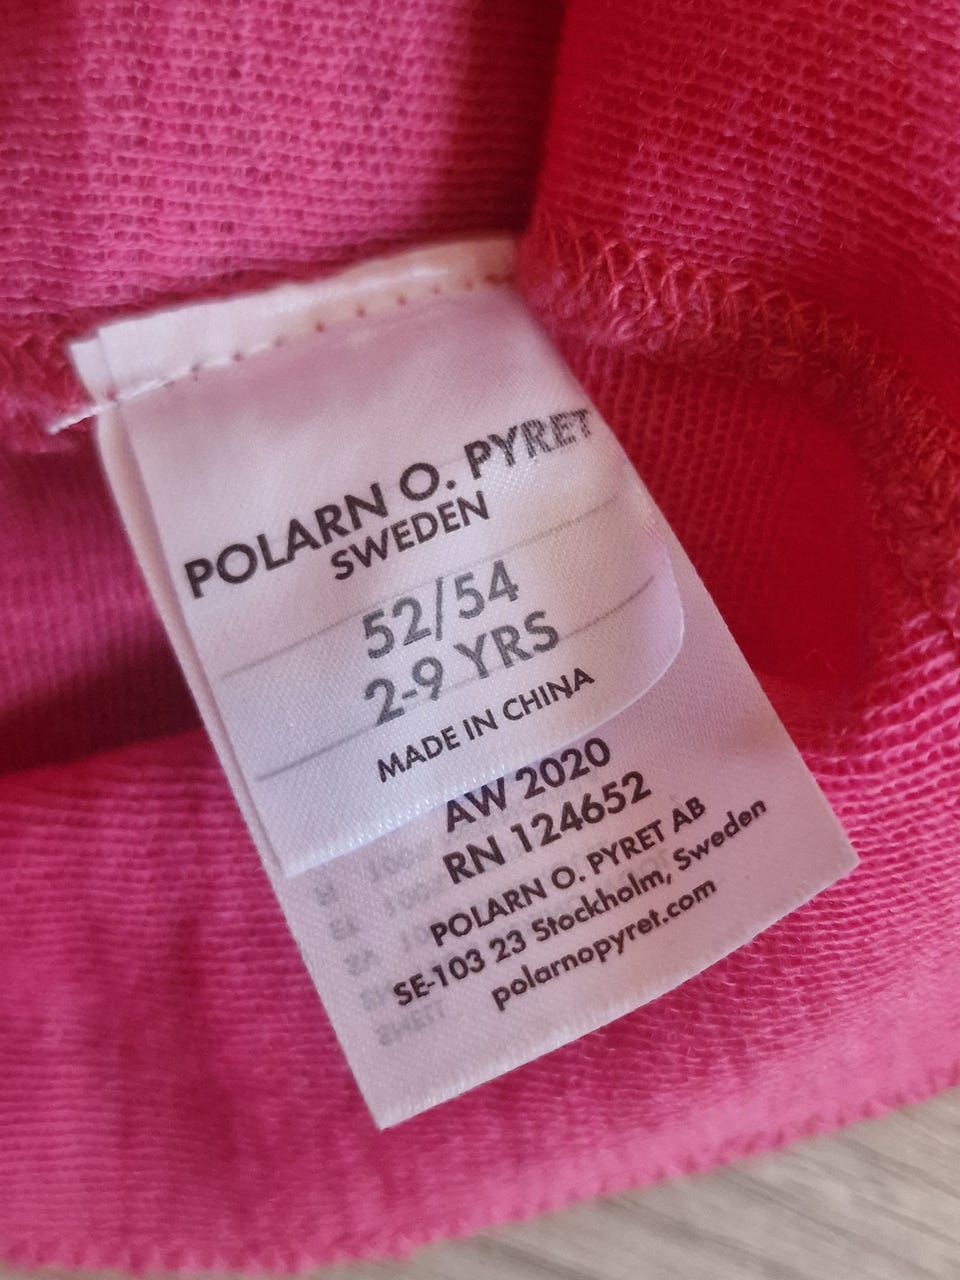 POLARN O. PYRET
SWEDEN
52/54
2-9 YRS
MADE IN CHINA
AW 2020
RN 124652
POLARN O. PYRET AB
SE-103 23 Stockholm, Sweden
polarnopyret.com